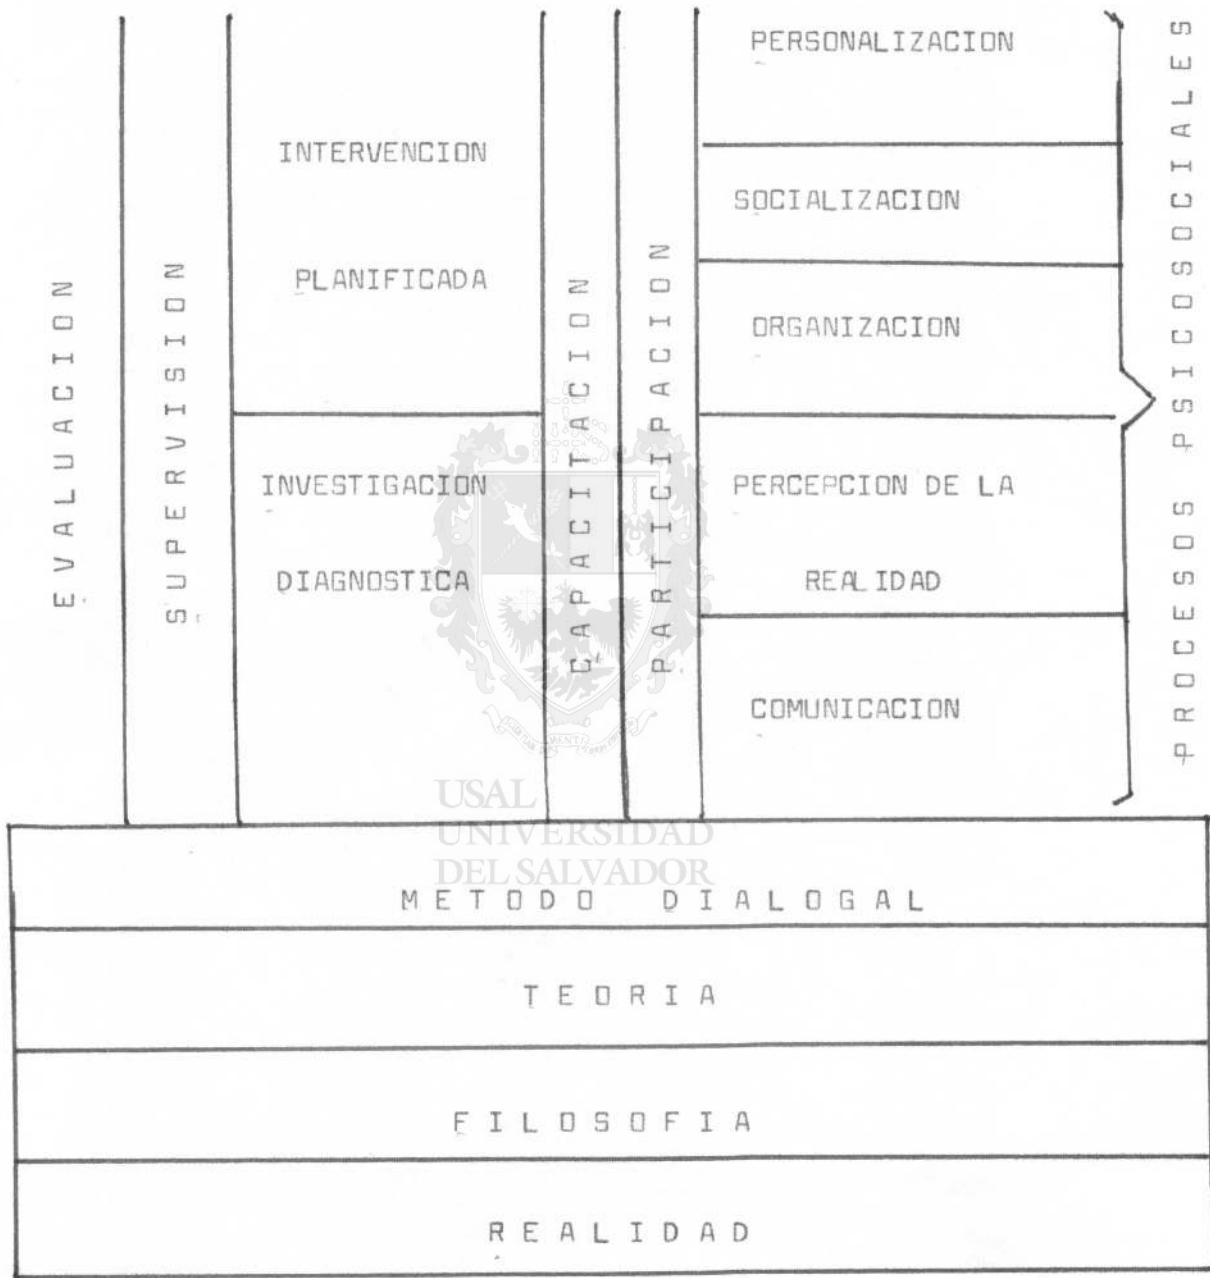 EVALUACION
SUPERVISION
INTERVENCION
PLANIFICADA
INVESTIGACION
DIAGNOSTICA
CAPACITACION
PARTICIPACION
PERSONALIZACION
SOCIALIZACION
ORGANIZACION
PERCEPCION DE LA
REALIDAD
COMUNICACION
PROCESOS PSICOSOCIALES
USAL
UNIVERSIDAD
DEL SALVADOR
METODO DIALOGAL
TEORIA
FILOSOFIA
REALIDAD